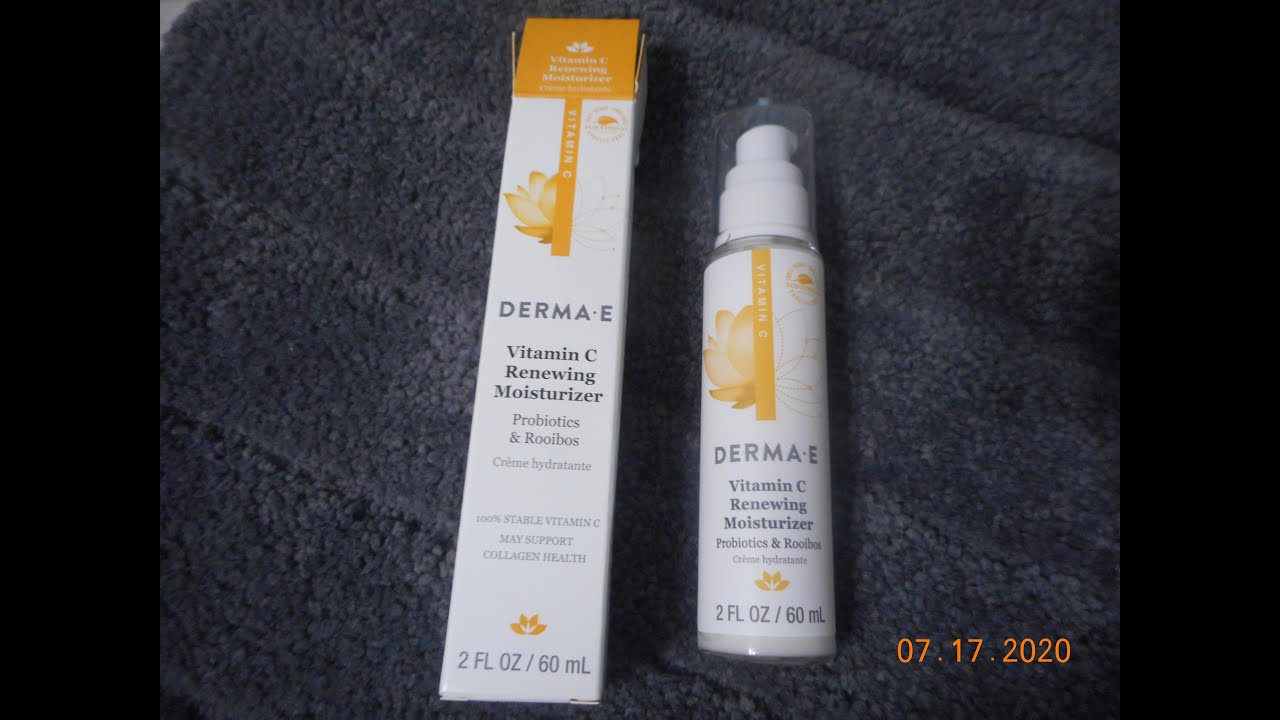 Vitamin C
Renewing
Moisturizer
Crème hydratante
VITAMIN C
DERMA·E
Vitamin C
Renewing
Moisturizer
Probiotics
& Rooibos
Crème hydratante
100% STABLE VITAMIN C
MAY SUPPORT
COLLAGEN HEALTH
2 FL OZ / 60 mL
VITAMIN C
DERMA·E
Vitamin C
Renewing
Moisturizer
Probiotics & Rooibos
Crème hydratante
2 FL OZ / 60 mL
07.17.2020